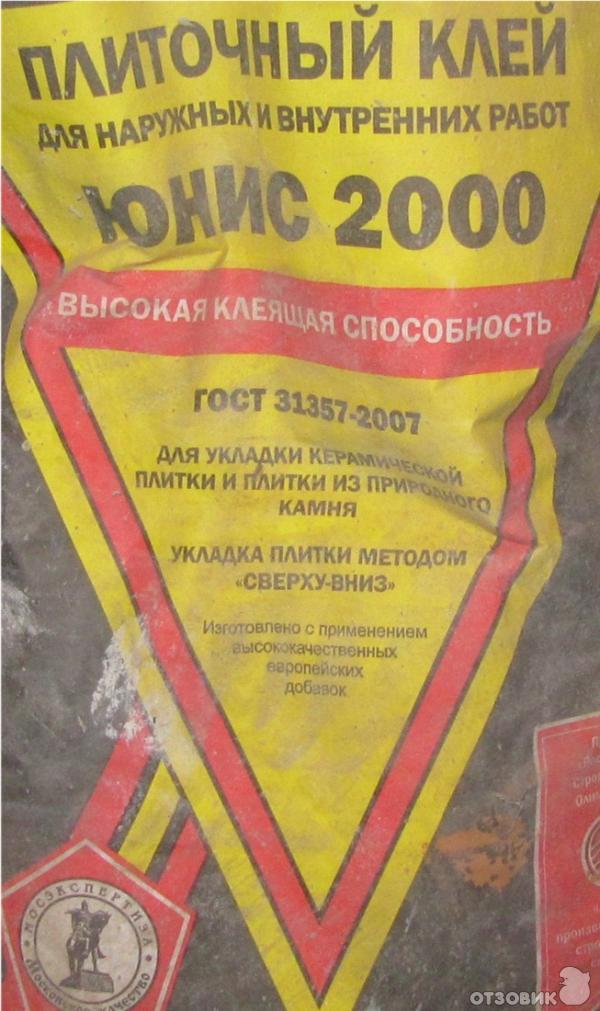 ПЛИТОЧНЫЙ КЛЕЙ
ДЛЯ НАРУЖНЫХ И ВНУТРЕННИХ РАБОТ
ЮНИС 2000
ВЫСОКАЯ КЛЕЯЩАЯ СПОСОБНОСТЬ
ГОСТ 31357-2007
ДЛЯ УКЛАДКИ КЕРАМИЧЕСКОЙ
ПЛИТКИ И ПЛИТКИ ИЗ ПРИРОДНОГО
КАМНЯ
УКЛАДКА ПЛИТКИ МЕТОДОМ
«СВЕРХУ-ВНИЗ»
Изготовлено с применением
высококачественных
европейских
добавок
МОСЭКСПЕРТИЗА
Московское качество
ОТЗОВИК